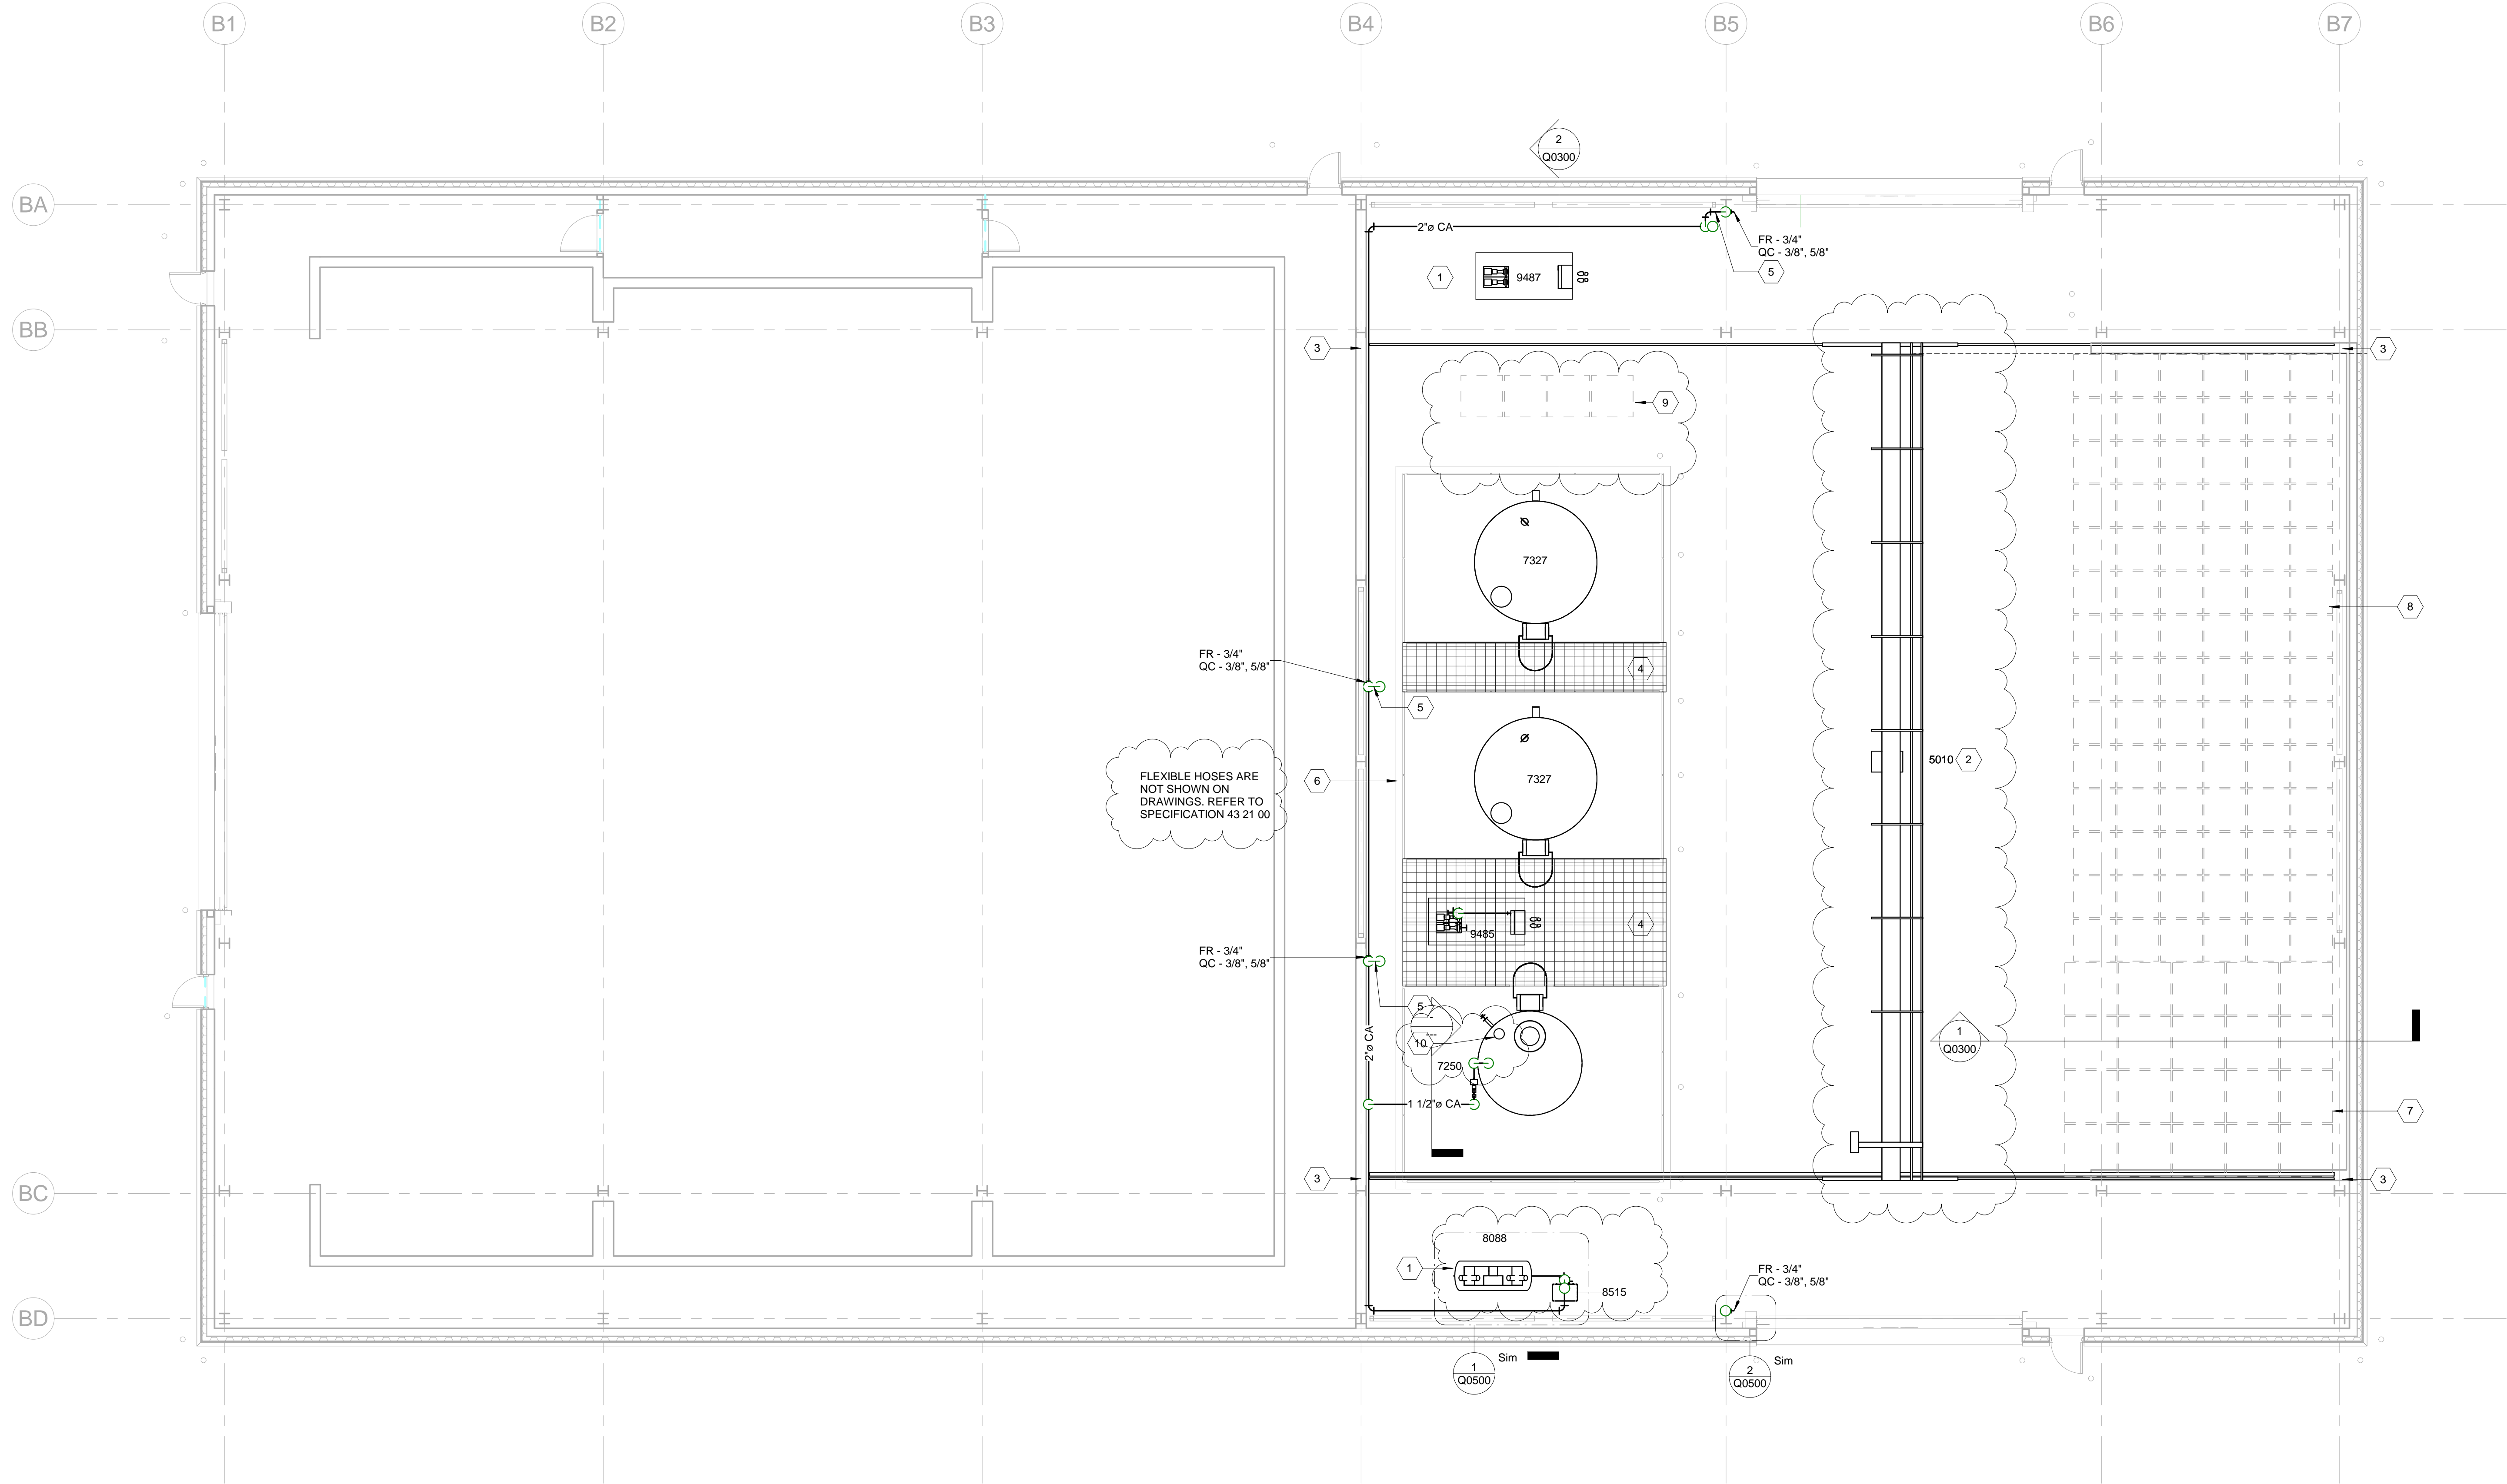 B1
B2
B3
B4
B5
B6
B7
2
Q0300
BA
2"ø CA
FR - 3/4"
QC - 3/8", 5/8"
5
1
9487
BB
3
3
9
7327
8
FR - 3/4"
QC - 3/8", 5/8"
4
5
FLEXIBLE HOSES ARE
NOT SHOWN ON
DRAWINGS. REFER TO
SPECIFICATION 43 21 00
6
7327
5010
2
9485
4
FR - 3/4"
QC - 3/8", 5/8"
5
-
---
10
2"ø CA
7250
1
Q0300
1 1/2"ø CA
7
3
3
BC
8088
1
8515
FR - 3/4"
QC - 3/8", 5/8"
BD
1
Q0500
Sim
2
Q0500
Sim